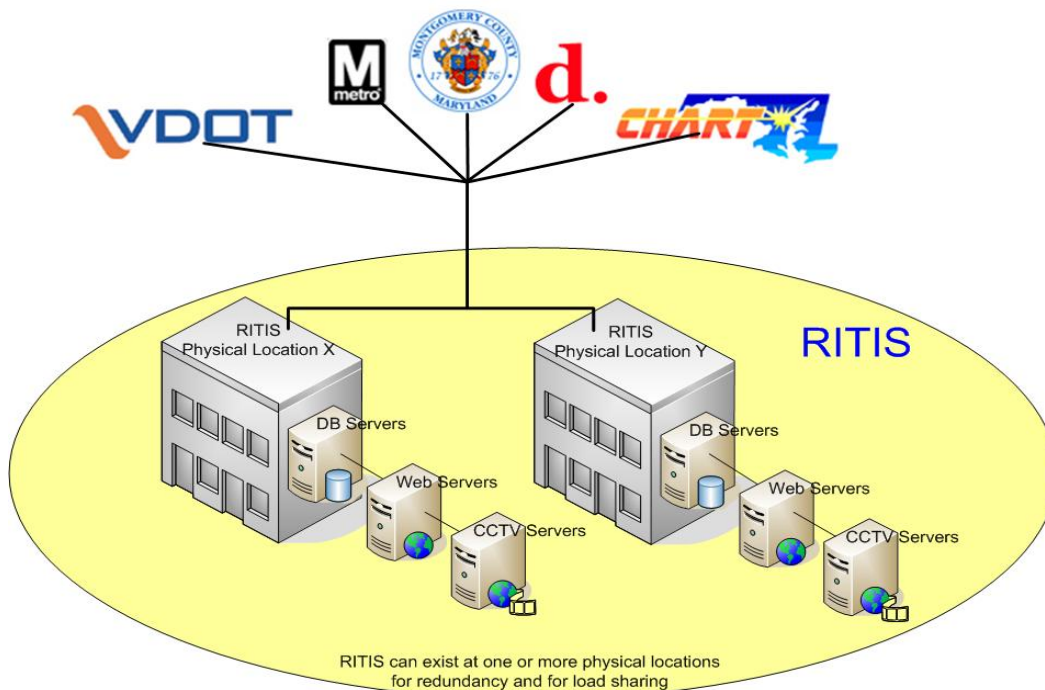 VDOT
M
metro
MONTGOMERY COUNTY
17 76
MARYLAND
d.
CHART
RITIS
Physical Location X
RITIS
Physical Location Y
RITIS
DB Servers
Web Servers
CCTV Servers
DB Servers
Web Servers
CCTV Servers
RITIS can exist at one or more physical locations
for redundancy and for load sharing